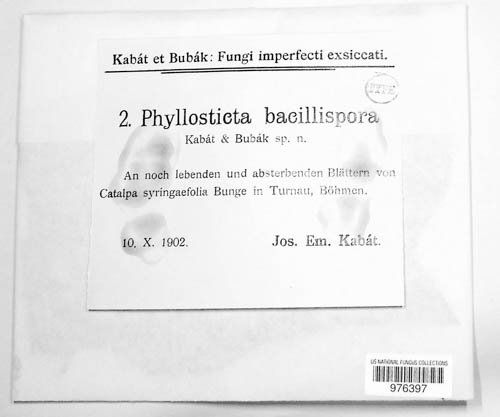 Kabát et Bubák: Fungi imperfecti exsiccati.
TYPE
2. Phyllosticta bacillispora
Kabát & Bubák sp. n.
An noch lebenden und absterbenden Blättern von
Catalpa syringaefolia Bunge in Turnau, Böhmen.
10. X. 1902. Jos. Em. Kabát.
US NATIONAL FUNGUS COLLECTIONS
976397